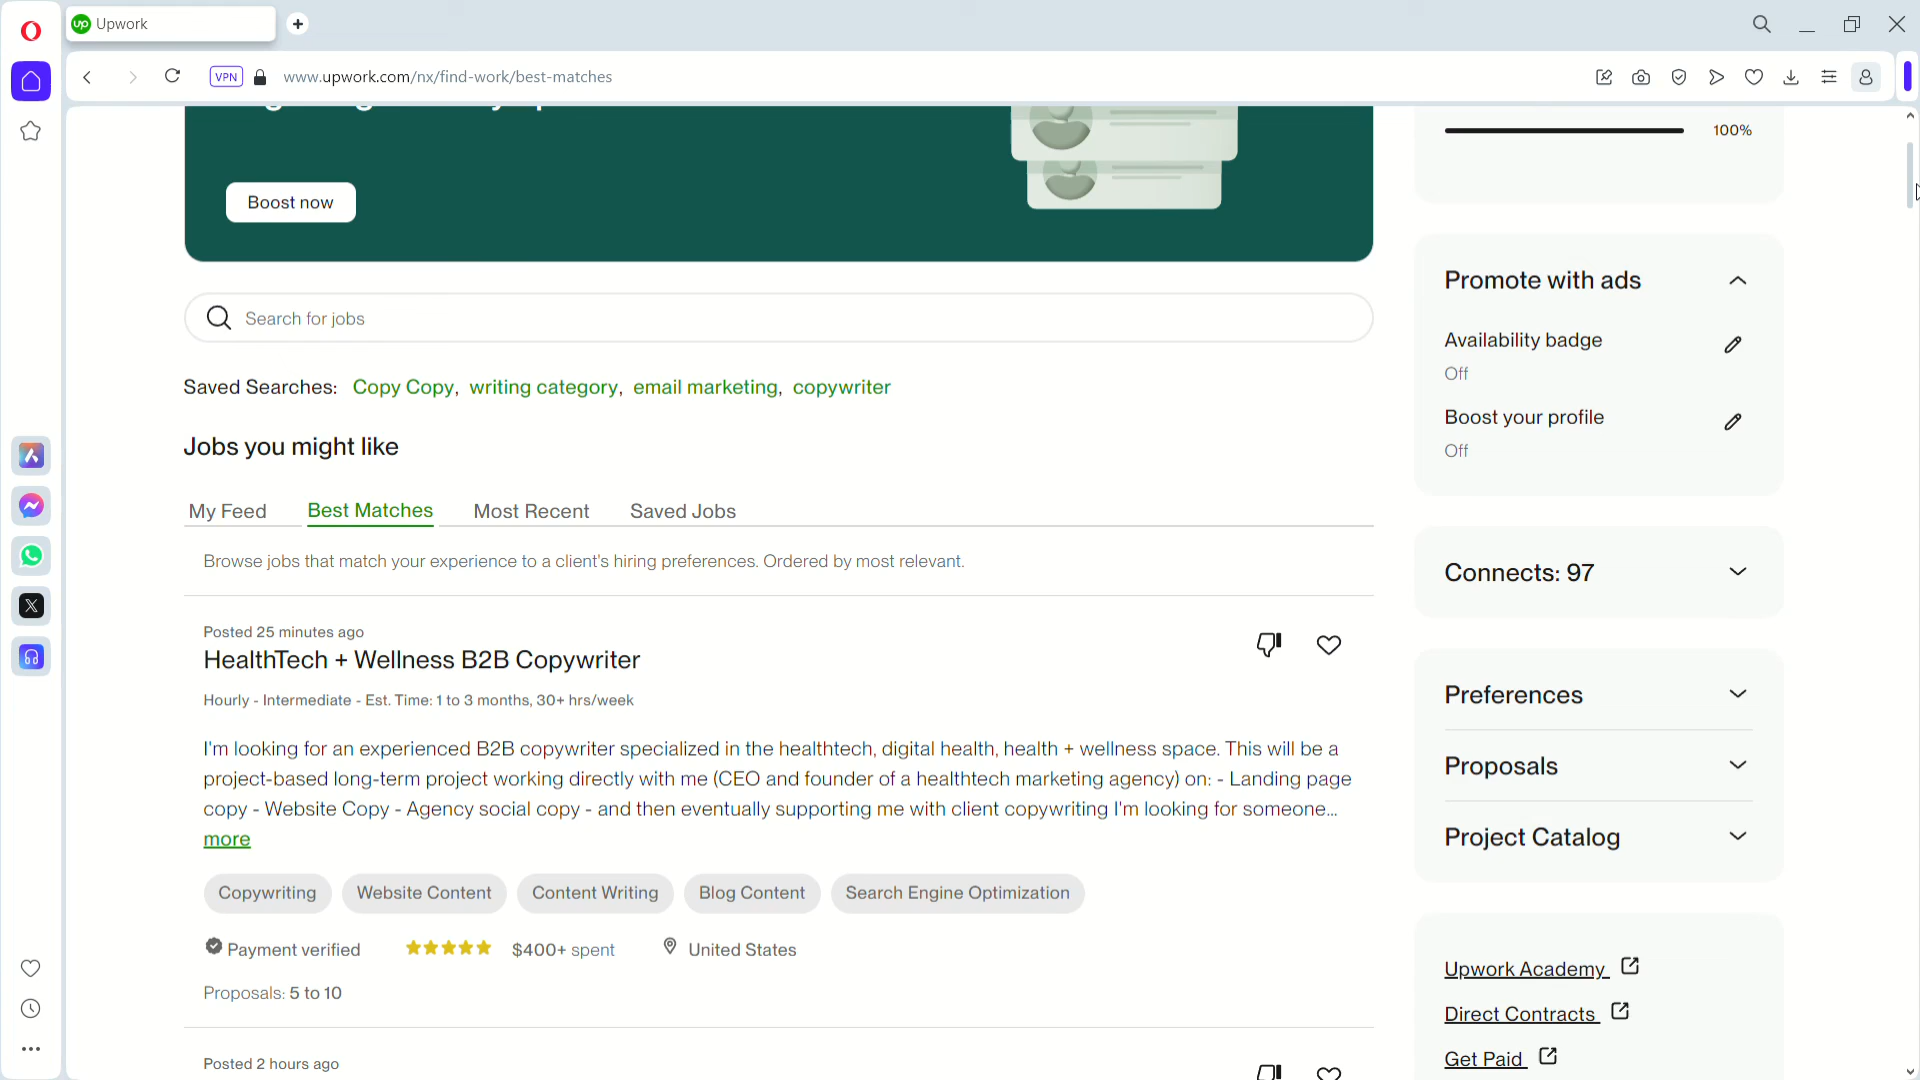 Upwork
VPN
www.upwork.com/nx/find-work/best-matches
100%
Boost now
Search for jobs
Saved Searches: Copy Copy, writing category, email marketing, copywriter
Jobs you might like
My Feed
Best Matches
Most Recent
Saved Jobs
Browse jobs that match your experience to a client's hiring preferences. Ordered by most relevant.
Posted 25 minutes ago
HealthTech + Wellness B2B Copywriter
Hourly - Intermediate - Est. Time: 1 to 3 months, 30+ hrs/week
I'm looking for an experienced B2B copywriter specialized in the healthtech, digital health, health + wellness space. This will be a
project-based long-term project working directly with me (CEO and founder of a healthtech marketing agency) on: - Landing page
copy - Website Copy - Agency social copy - and then eventually supporting me with client copywriting I'm looking for someone...
more
Copywriting
Website Content
Content Writing
Blog Content
Search Engine Optimization
Payment verified
$400+ spent
United States
Proposals: 5 to 10
Posted 2 hours ago
Promote with ads
Availability badge
Off
Boost your profile
Off
Connects: 97
Preferences
Proposals
Project Catalog
Upwork Academy
Direct Contracts
Get Paid